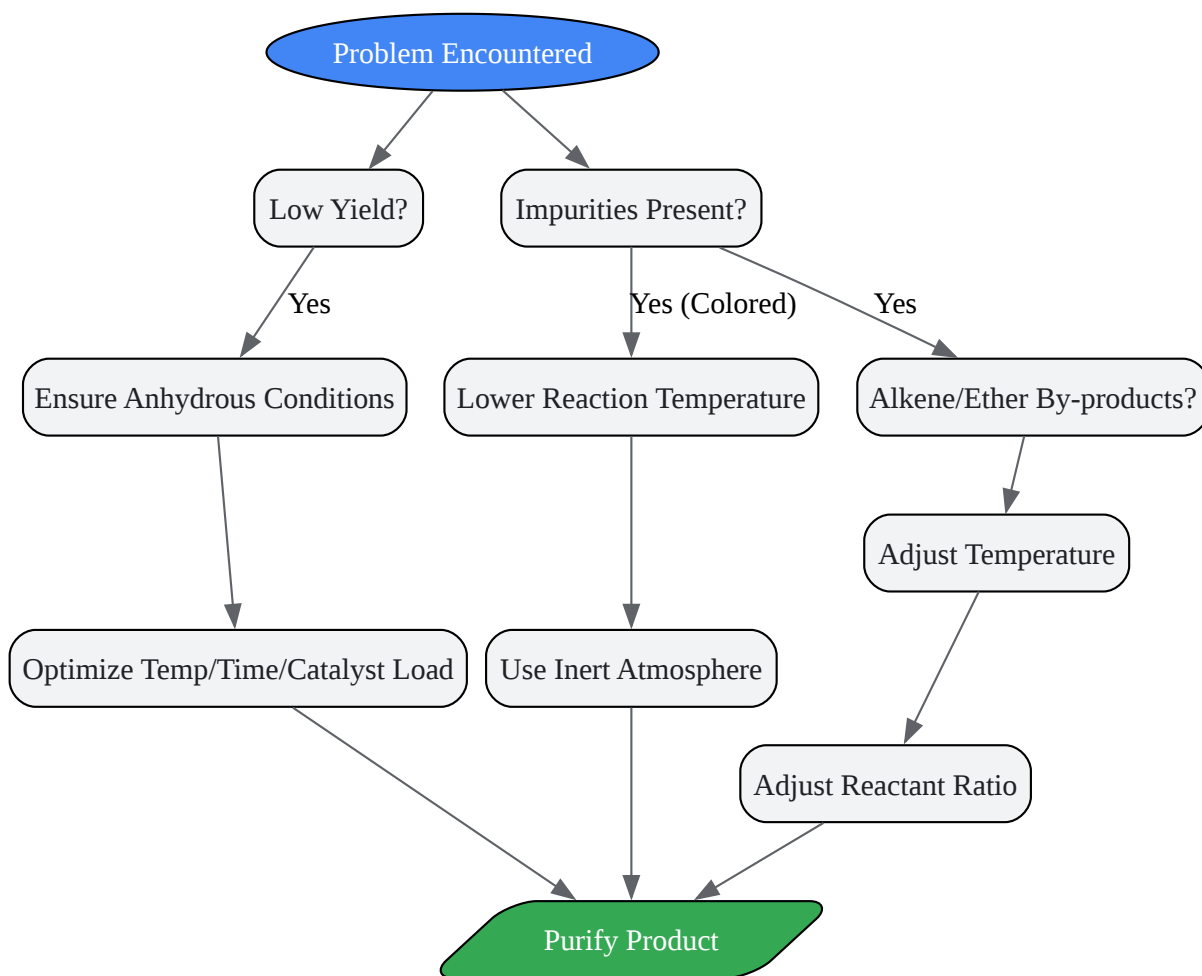 Problem Encountered
Low Yield?
Impurities Present?
Yes
Yes (Colored)
Yes
Ensure Anhydrous Conditions
Lower Reaction Temperature
Alkene/Ether By-products?
Adjust Temperature
Optimize Temp/Time/Catalyst Load
Use Inert Atmosphere
Adjust Reactant Ratio
Purify Product